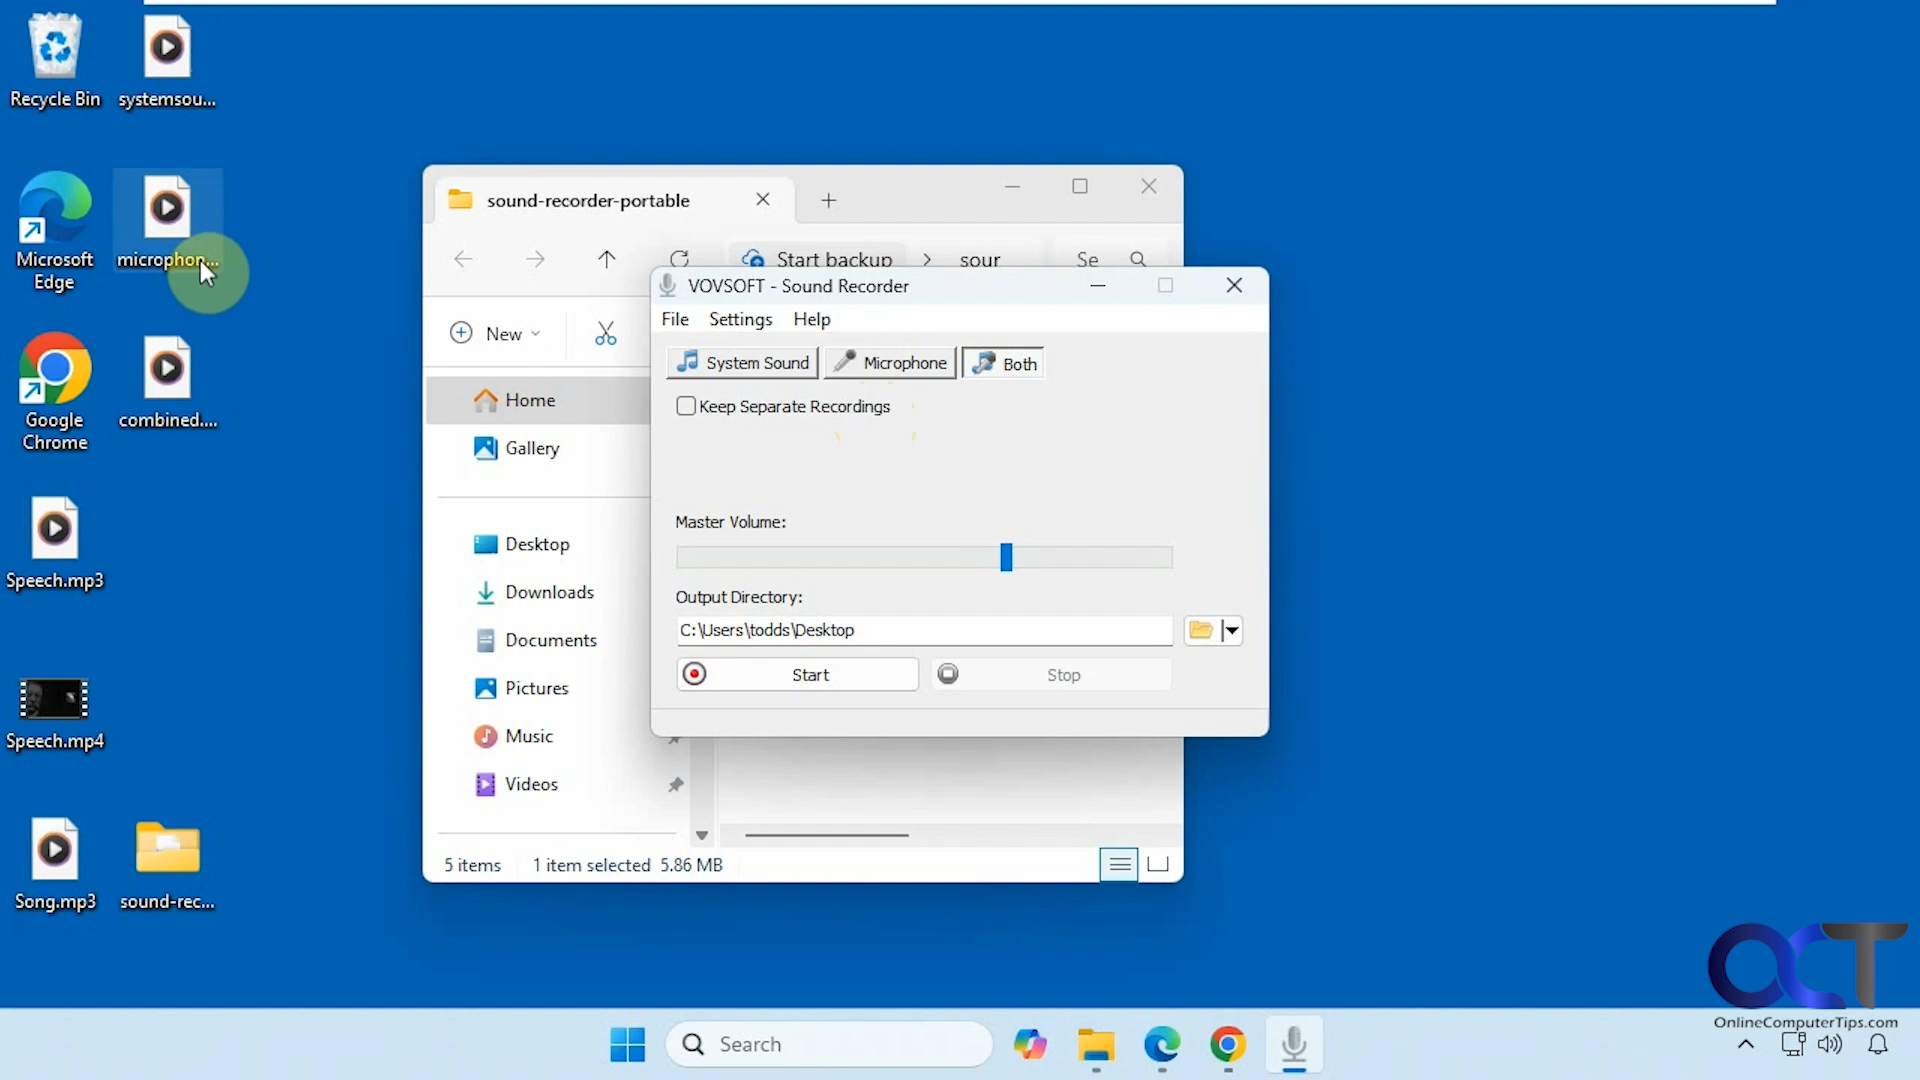 Recycle Bin
systemsou...
Microsoft
Edge
microphon...
Google
Chrome
combined....
Speech.mp3
Speech.mp4
Song.mp3
sound-rec...
sound-recorder-portable
Start backup
sour
Se
New
Home
Gallery
Desktop
Downloads
Documents
Pictures
Music
Videos
5 items
1 item selected 5.86 MB
VOVSOFT - Sound Recorder
File Settings Help
System Sound
Microphone
Both
Keep Separate Recordings
Master Volume:
Output Directory:
C:\Users\todds\Desktop
Start
Stop
Search
OCT
OnlineComputerTips.com